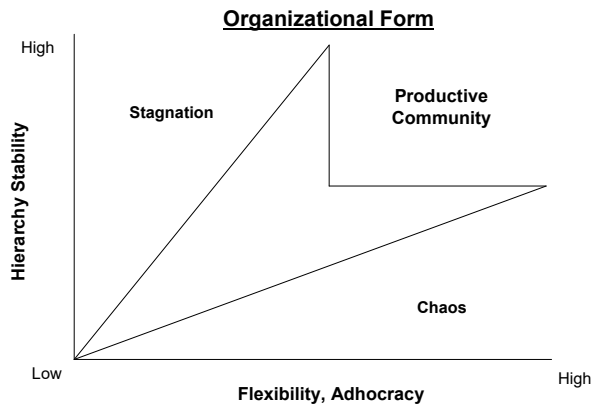 Organizational Form
High
Stagnation
Productive
Community
Hierarchy Stability
Chaos
Low
High
Flexibility, Adhocracy